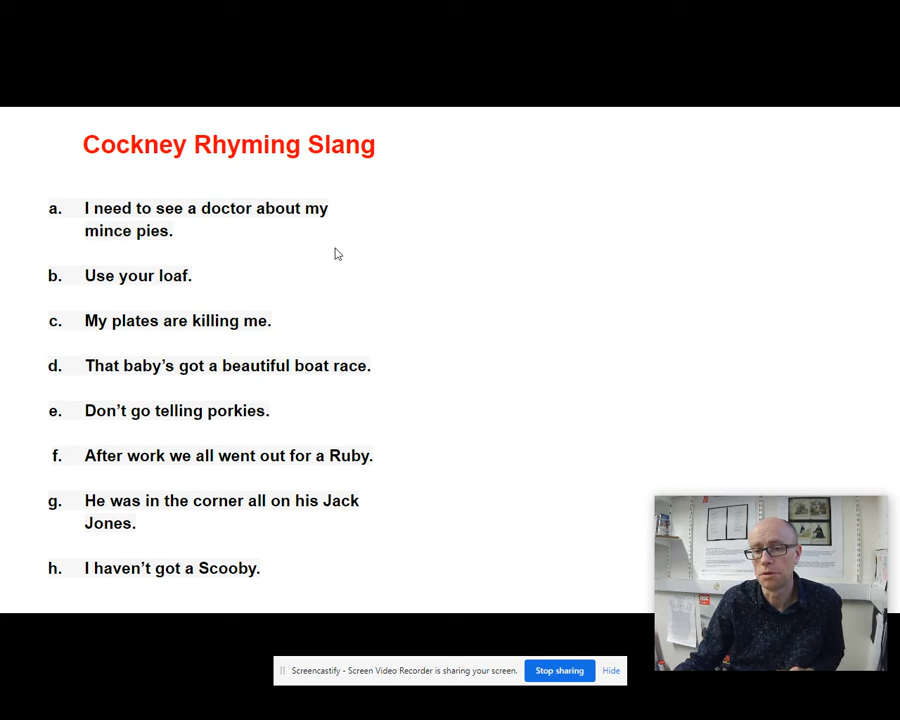 Cockney Rhyming Slang
a. I need to see a doctor about my
mince pies.
b. Use your loaf.
c. My plates are killing me.
d. That baby’s got a beautiful boat race.
e. Don’t go telling porkies.
f. After work we all went out for a Ruby.
g. He was in the corner all on his Jack
Jones.
h. I haven’t got a Scooby.
Screencastify - Screen Video Recorder is sharing your screen. Stop sharing Hide